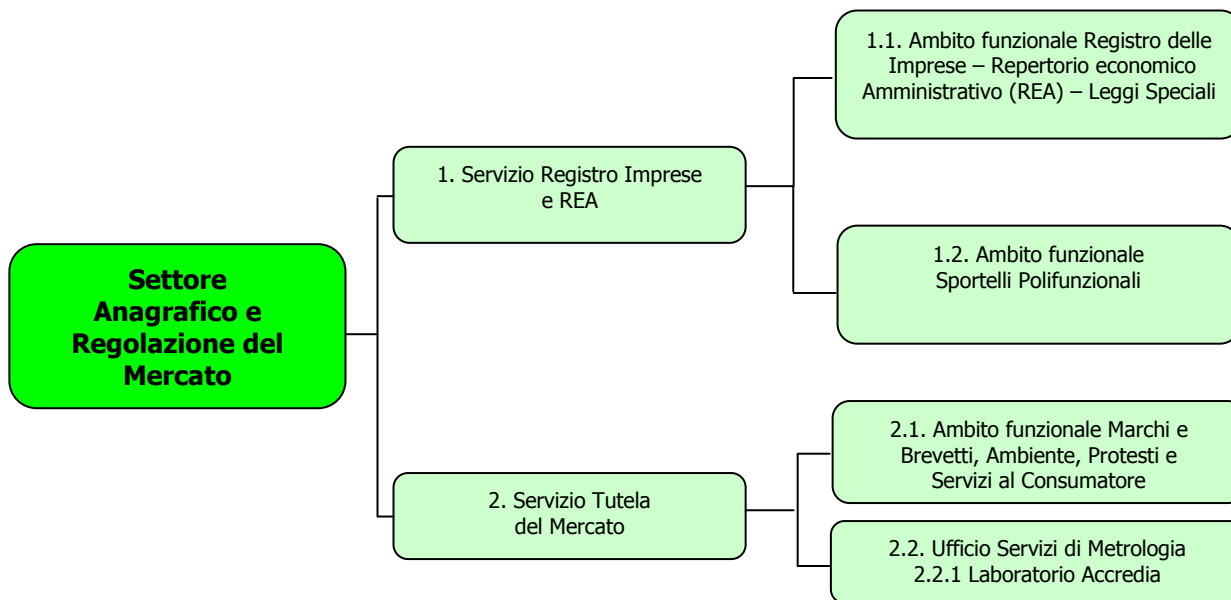 1.1. Ambito funzionale Registro delle
Imprese – Repertorio economico
Amministrativo (REA) – Leggi Speciali
1. Servizio Registro Imprese
e REA
1.2. Ambito funzionale
Sportelli Polifunzionali
Settore
Anagrafico e
Regolazione del
Mercato
2.1. Ambito funzionale Marchi e
Brevetti, Ambiente, Protesti e
Servizi al Consumatore
2. Servizio Tutela
del Mercato
2.2. Ufficio Servizi di Metrologia
2.2.1 Laboratorio Accredia